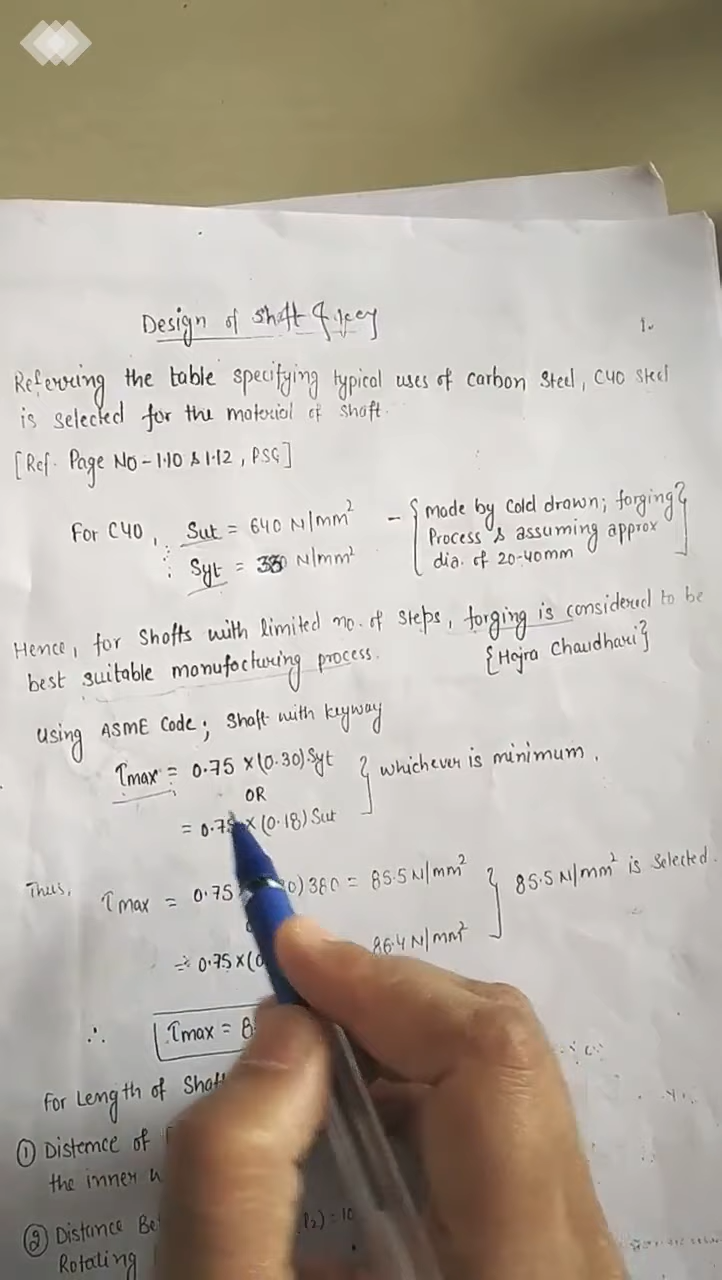 Design of Shaft & key
1.
Referring the table specifying typical uses of carbon steel, C40 steel
is selected for the material of shaft.
[Ref. Page No - 1.10 & 1.12, PSG]
For C40, Sut = 640 N/mm² - {made by cold drawn; forging}
: Syt = 380 N/mm² Process & assuming approx
dia. of 20-40mm
Hence, for Shafts with limited no. of steps, forging is considered to be
best suitable manufacturing process. {Hajra Chaudhari}
Using ASME Code; Shaft with keyway
τmax = 0.75 × (0.30) Syt } whichever is minimum.
OR
= 0.75 × (0.18) Sut
Thus, τmax = 0.75 0) 380 = 85.5 N/mm² } 85.5 N/mm² is selected.
= 0.75 × (0 86.4 N/mm²
∴ τmax = 8
For Length of Shaft
① Distance of
the inner
② Distance Be l₂) = 10
Rotating